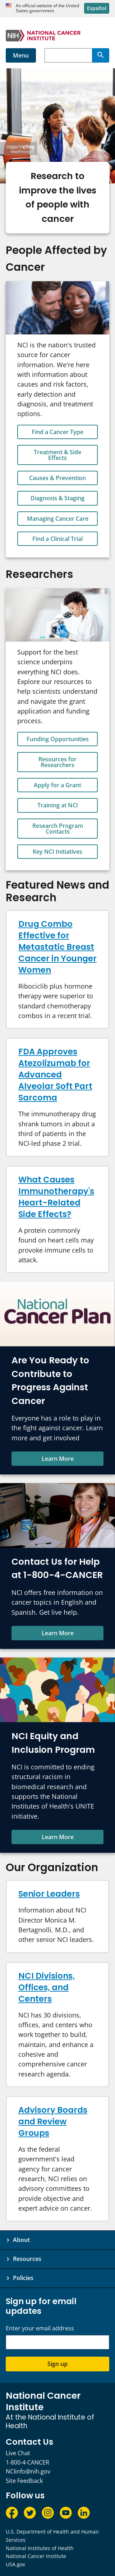 An official website of the United
States government
Español
NIH
NATIONAL CANCER
INSTITUTE
Menu
Research to
improve the lives
of people with
cancer
People Affected by
Cancer
NCI is the nation's trusted
source for cancer
information. We're here
with information about
causes and risk factors,
early detection and
diagnosis, and treatment
options.
Find a Cancer Type
Treatment & Side
Effects
Causes & Prevention
Diagnosis & Staging
Managing Cancer Care
Find a Clinical Trial
Researchers
Support for the best
science underpins
everything NCI does.
Explore our resources to
help scientists understand
and navigate the grant
application and funding
process.
Funding Opportunities
Resources for
Researchers
Apply for a Grant
Training at NCI
Research Program
Contacts
Key NCI Initiatives
Featured News and
Research
Drug Combo
Effective for
Metastatic Breast
Cancer in Younger
Women
Ribociclib plus hormone
therapy were superior to
standard chemotherapy
combos in a recent trial.
FDA Approves
Atezolizumab for
Advanced
Alveolar Soft Part
Sarcoma
The immunotherapy drug
shrank tumors in about a
third of patients in the
NCI-led phase 2 trial.
What Causes
Immunotherapy's
Heart-Related
Side Effects?
A protein commonly
found on heart cells may
provoke immune cells to
attack.
National
Cancer Plan
Are You Ready to
Contribute to
Progress Against
Cancer
Everyone has a role to play in
the fight against cancer. Learn
more and get involved
Learn More
Contact Us for Help
at 1-800-4-CANCER
NCI offers free information on
cancer topics in English and
Spanish. Get live help.
Learn More
NCI Equity and
Inclusion Program
NCI is committed to ending
structural racism in
biomedical research and
supports the National
Institutes of Health's UNITE
initiative.
Learn More
Our Organization
Senior Leaders
Information about NCI
Director Monica M.
Bertagnolli, M.D., and
other senior NCI leaders.
NCI Divisions,
Offices, and
Centers
NCI has 30 divisions,
offices, and centers who
work together to build,
maintain, and enhance a
cohesive and
comprehensive cancer
research agenda.
Advisory Boards
and Review
Groups
As the federal
government's lead
agency for cancer
research, NCI relies on
advisory committees to
provide objective and
expert advice on cancer.
About
Resources
Policies
Sign up for email
updates
Enter your email address
Sign up
National Cancer
Institute
At the National Institute of
Health
Contact Us
Live Chat
1-800-4-CANCER
NCIinfo@nih.gov
Site Feedback
Follow us
U.S. Department of Health and Human
Services
National Institutes of Health
National Cancer Institute
USA.gov